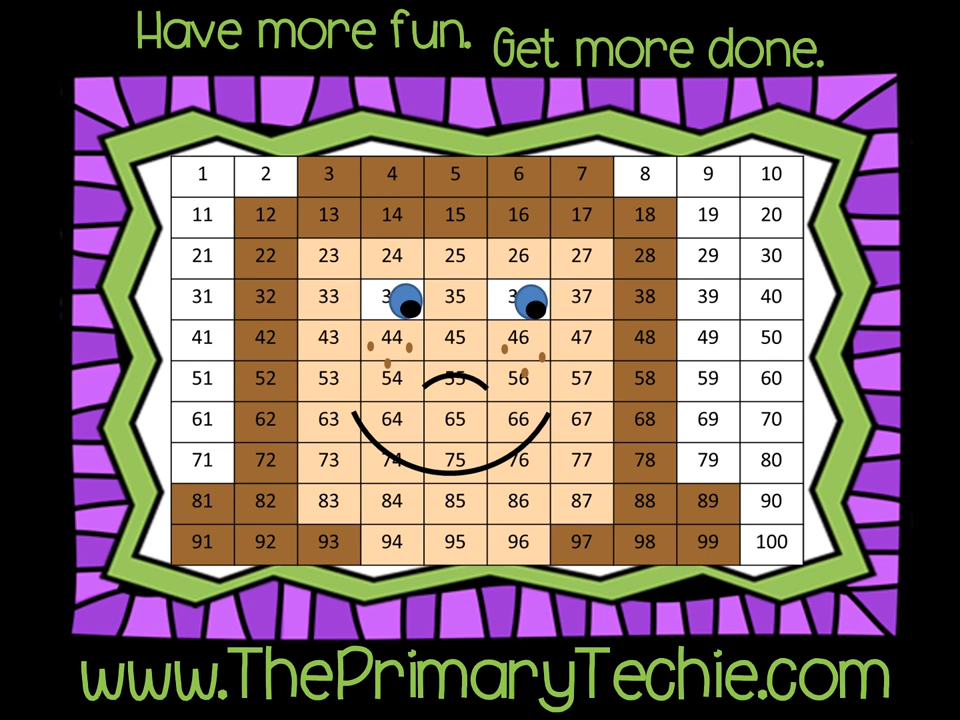 Have more fun. Get more done.
1 2 3 4 5 6 7 8 9 10
11 12 13 14 15 16 17 18 19 20
21 22 23 24 25 26 27 28 29 30
31 32 33 3 35 3 37 38 39 40
41 42 43 44 45 46 47 48 49 50
51 52 53 54 55 56 57 58 59 60
61 62 63 64 65 66 67 68 69 70
71 72 73 74 75 76 77 78 79 80
81 82 83 84 85 86 87 88 89 90
91 92 93 94 95 96 97 98 99 100
www.ThePrimaryTechie.com